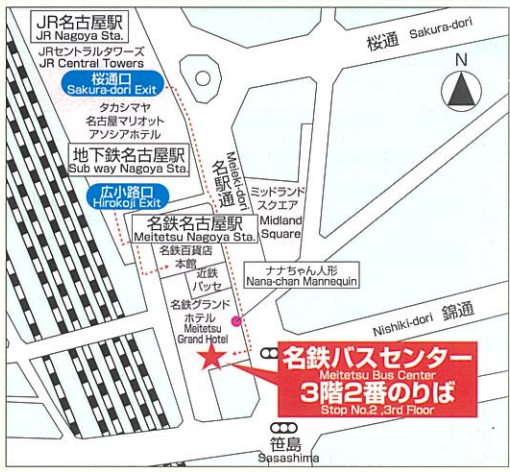 JR名古屋駅
JR Nagoya Sta.
JRセントラルタワーズ
JR Central Towers
桜通口
Sakura-dori Exit
タカシマヤ
名古屋マリオット
アソシアホテル
地下鉄名古屋駅
Sub way Nagoya Sta.
広小路口
Hirokoji Exit
桜通 Sakura-dori
N
Meieki-dori
名駅通
ミッドランド
スクエア
Midland
Square
名鉄名古屋駅
Meitetsu Nagoya Sta.
名鉄百貨店
本館
近鉄
パッセ
ナナちゃん人形
Nana-chan Mannequin
名鉄グランド
ホテル
Meitetsu
Grand Hotel
Nishiki-dori 錦通
名鉄バスセンター
Meitetsu Bus Center
3階2番のりば
Stop No.2 ,3rd Floor
笹島
Sasashima